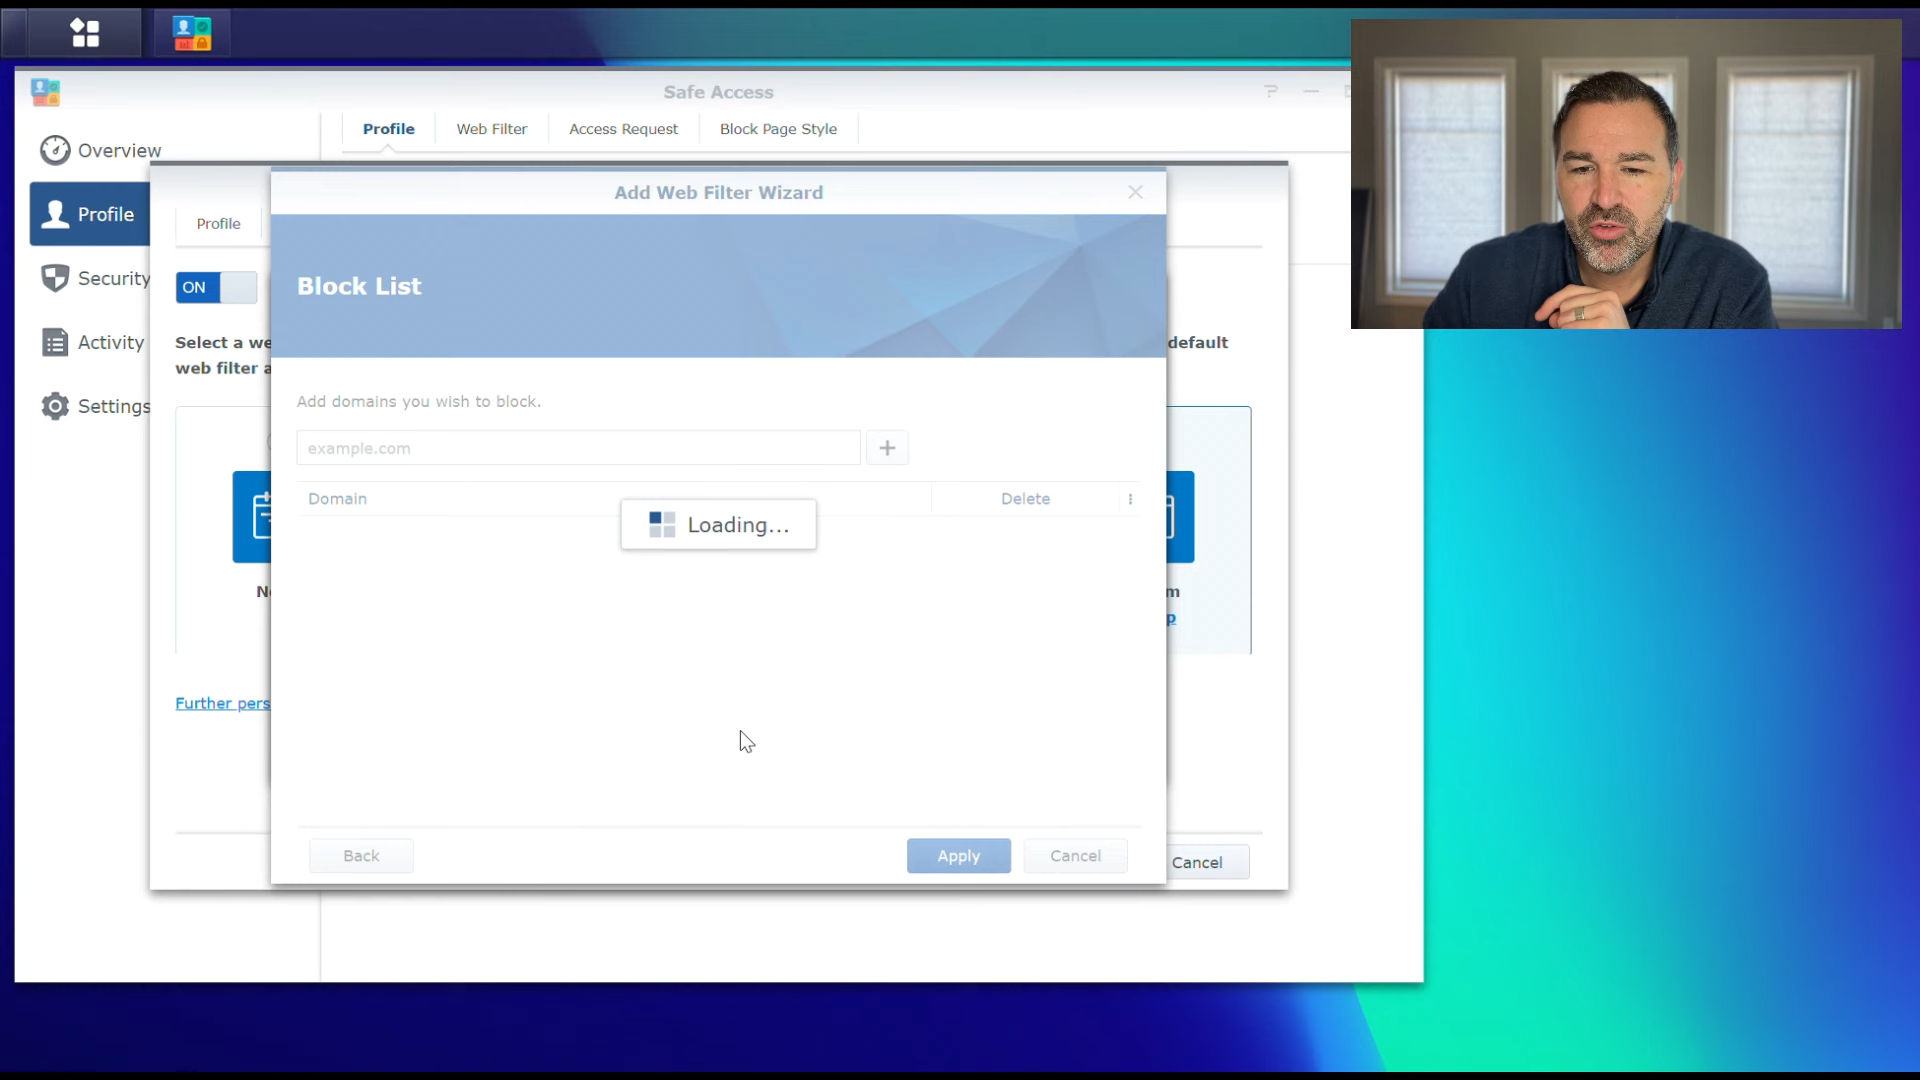 Safe Access
Overview
Profile
Security
Activity
Settings
Profile
Web Filter
Access Request
Block Page Style
Profile
ON
Select a we
web filter a
default
Further pers
Cancel
Add Web Filter Wizard
Block List
Add domains you wish to block.
example.com
Domain
Delete
Loading...
Back
Apply
Cancel